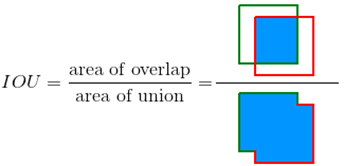 IOU = area of overlap / area of union =